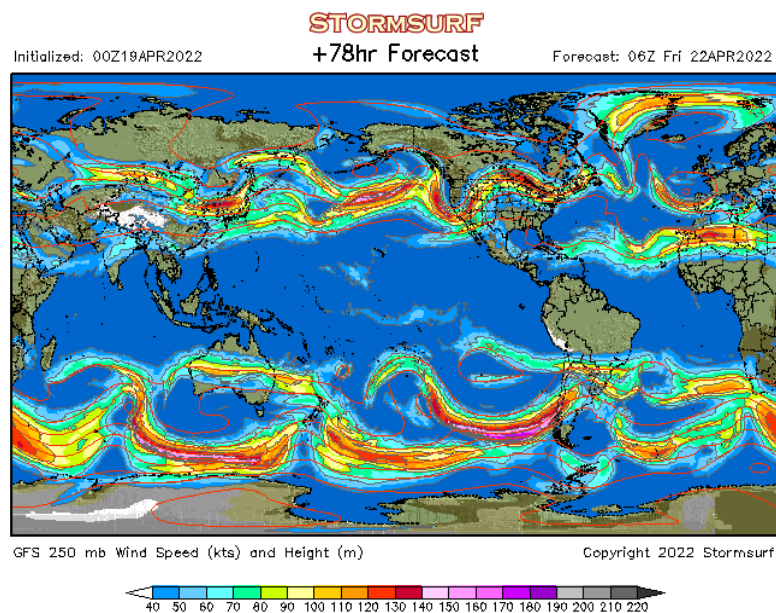 STORMSURF
Initialized: 00Z19APR2022 +78hr Forecast Forecast: 06Z Fri 22APR2022
GFS 250 mb Wind Speed (kts) and Height (m) Copyright 2022 Stormsurf
40 50 60 70 80 90 100 110 120 130 140 150 160 170 180 190 200 210 220